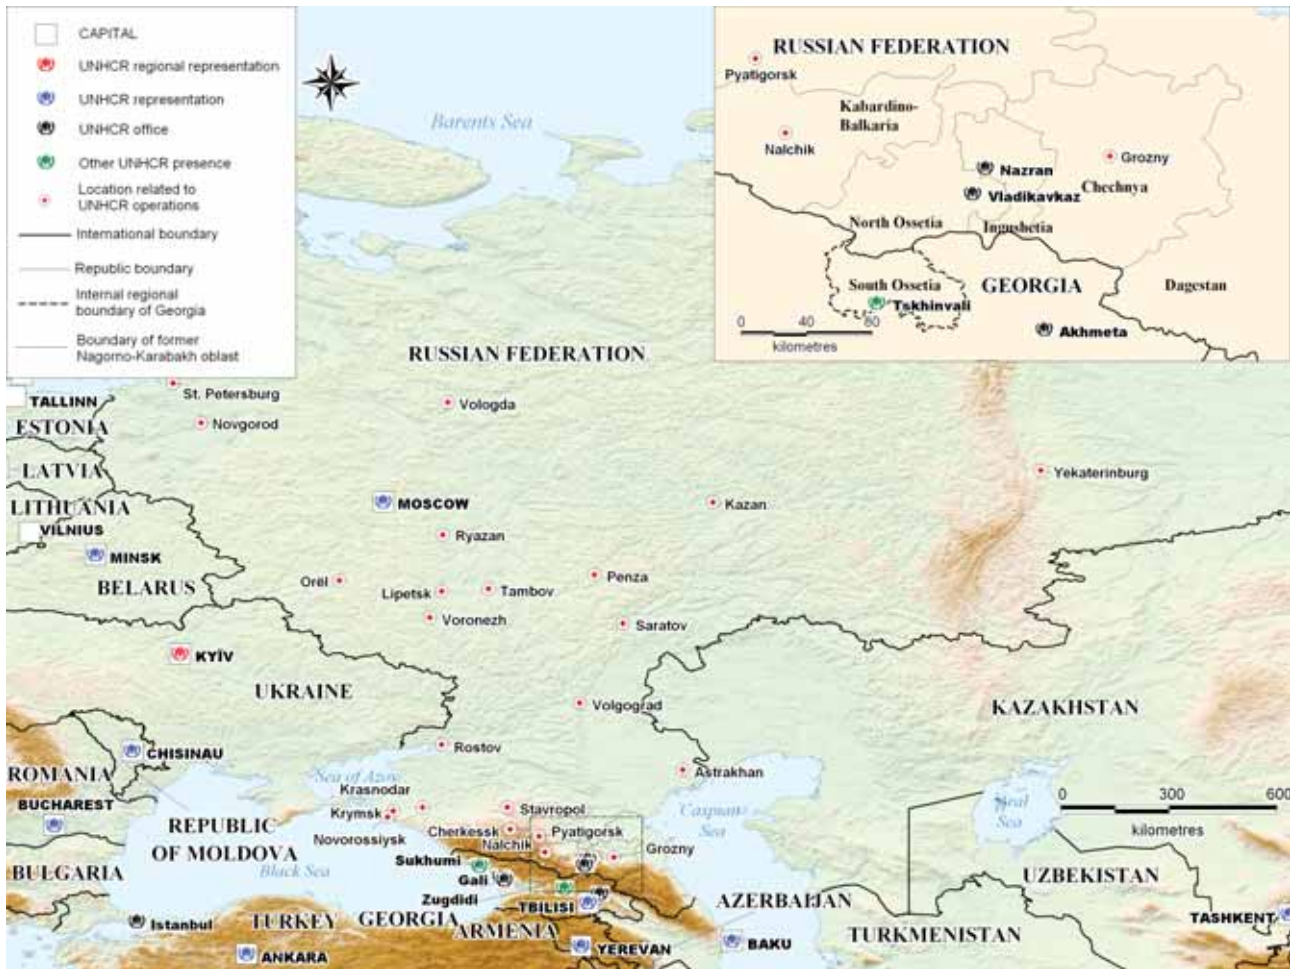 CAPITAL
UNHCR regional representation
UNHCR representation
UNHCR office
Other UNHCR presence
Location related to
UNHCR operations
International boundary
Republic boundary
Internal regional
boundary of Georgia
Boundary of former
Nagorno-Karabakh oblast
Barents Sea
RUSSIAN FEDERATION
Pyatigorsk
Kabardino-
Balkaria
Nalchik
Grozny
Nazran
Chechnya
Vladikavkaz
North Ossetia
Ingushetia
South Ossetia
GEORGIA
Dagestan
Tskhinvali
Akhmeta
0 40 80
kilometres
RUSSIAN FEDERATION
St. Petersburg
TALLINN
Vologda
Novgorod
ESTONIA
LATVIA
Yekaterinburg
LITHUANIA
MOSCOW
Kazan
VILNIUS
Ryazan
MINSK
Orël
Penza
BELARUS
Lipetsk
Tambov
Voronezh
Saratov
KYÏV
UKRAINE
Volgograd
KAZAKHSTAN
Rostov
CHISINAU
Astrakhan
ROMANIA
Sea of Azov
Krasnodar
BUCHAREST
Krymsk
Stavropol
Caspian
Sea
Aral
Sea
0 300 600
kilometres
REPUBLIC
OF MOLDOVA
Novorossiysk
Cherkessk
Pyatigorsk
Nalchik
Grozny
Sukhumi
BULGARIA
Black Sea
Gali
UZBEKISTAN
Zugdidi
TBILISI
AZERBAIJAN
Istanbul
TURKEY
GEORGIA
ARMENIA
TASHKENT
TURKMENISTAN
ANKARA
YEREVAN
BAKU